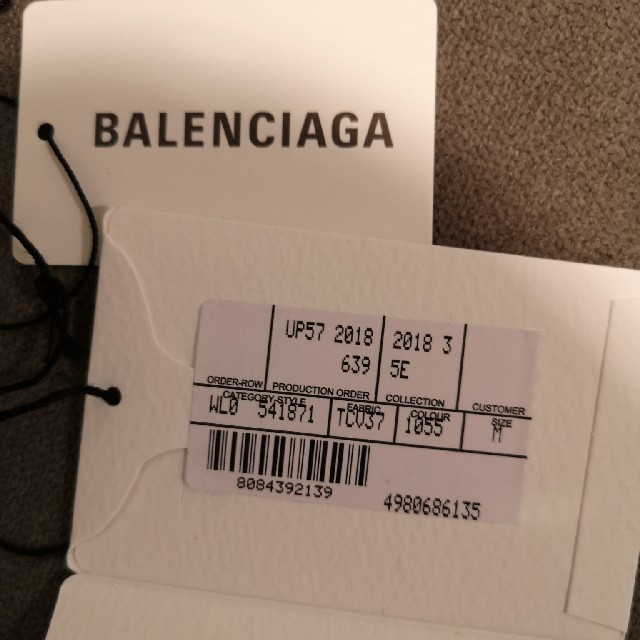 BALENCIAGA
UP57 2018 2018 3
639 5E
ORDER-ROW PRODUCTION ORDER COLLECTION CUSTOMER
CATEGORY-STYLE FABRIC COLOUR SIZE
WL0 541871 TCV37 1055 M
8084392139
4980686135